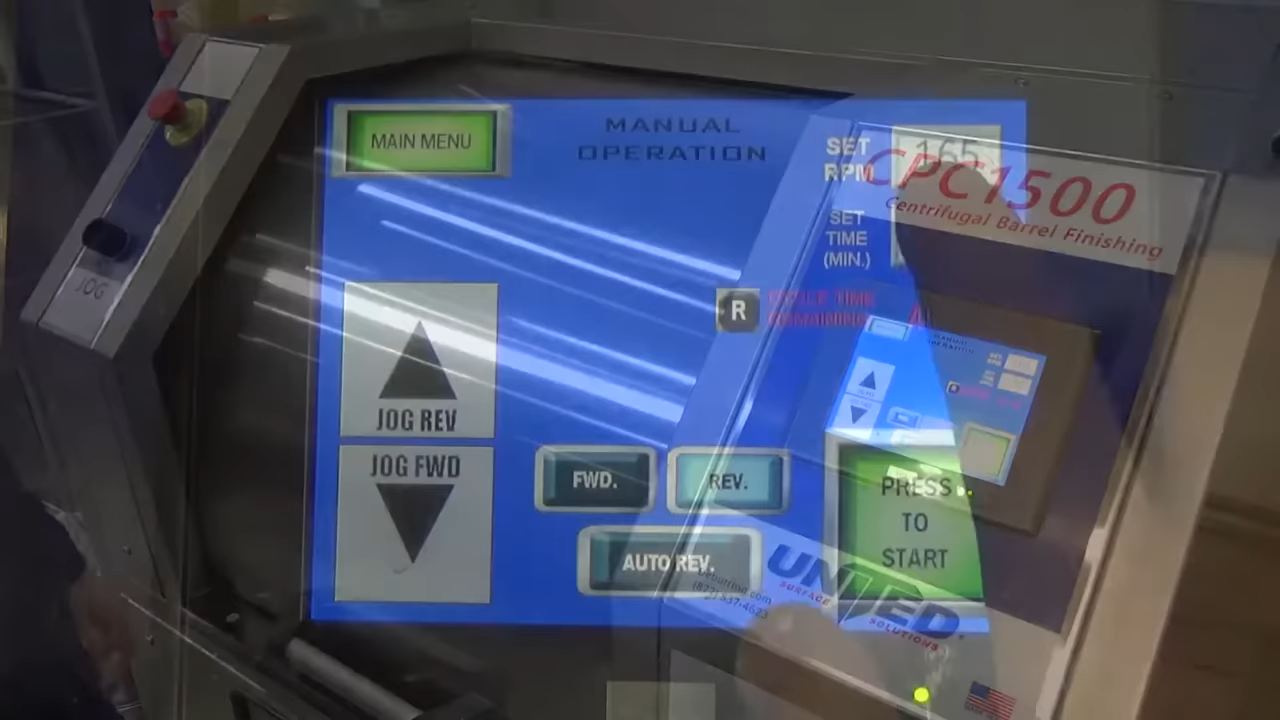 MAIN MENU
MANUAL
OPERATION
SET
RPM
165
CPC1500
Centrifugal Barrel Finishing
SET
TIME
(MIN.)
JOG
R
CYCLE TIME
REMAINING
JOG REV
JOG FWD
FWD.
REV.
AUTO REV.
PRESS
TO
START
UNITED
SURFACE
SOLUTIONS